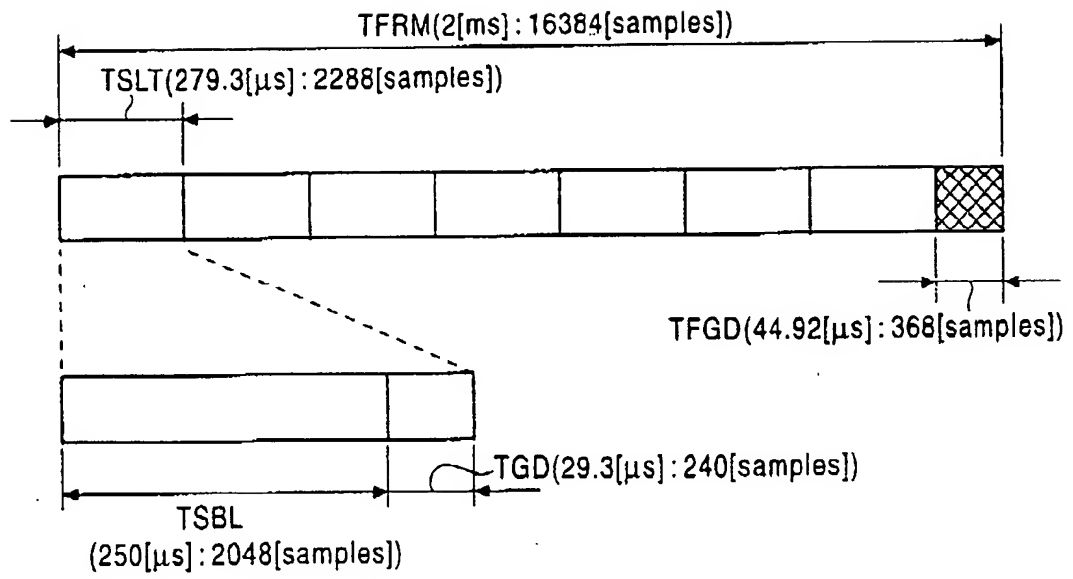 TFRM(2[ms]:16384[samples])
TSLT(279.3[μs]:2288[samples])
TFGD(44.92[μs]:368[samples])
TGD(29.3[μs]:240[samples])
TSBL
(250[μs]:2048[samples])